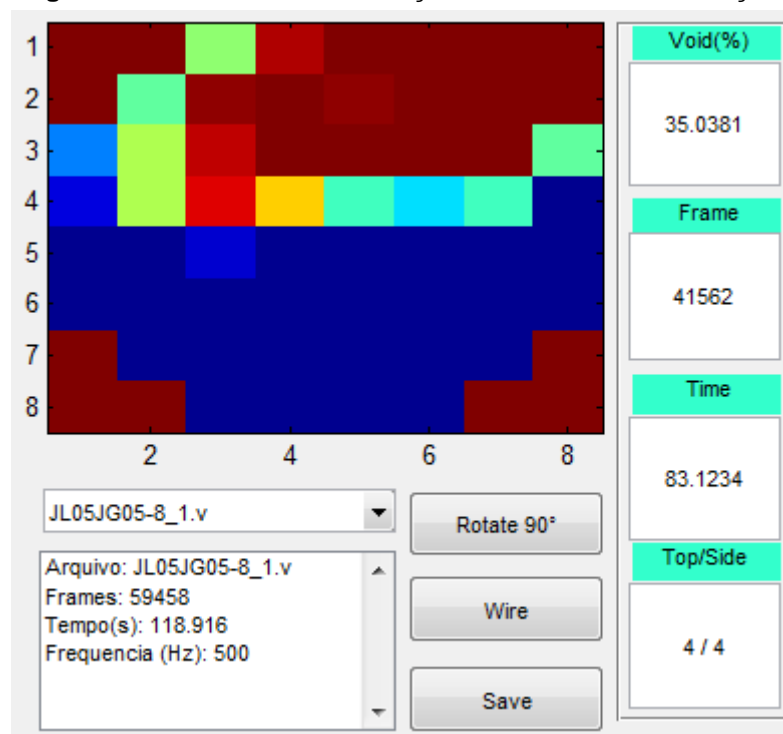 1
2
3
4
5
6
7
8
2 4 6 8
Void(%)
35.0381
Frame
41562
Time
83.1234
Top/Side
4 / 4
JL05JG05-8_1.v
Arquivo: JL05JG05-8_1.v
Frames: 59458
Tempo(s): 118.916
Frequencia (Hz): 500
Rotate 90°
Wire
Save